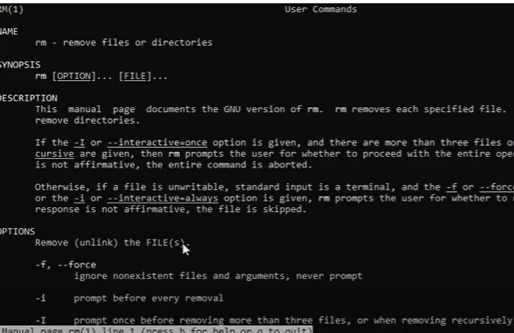 RM(1) User Commands
NAME
rm - remove files or directories
SYNOPSIS
rm [OPTION]... [FILE]...
DESCRIPTION
This manual page documents the GNU version of rm. rm removes each specified file.
remove directories.
If the -I or --interactive=once option is given, and there are more than three files or
cursive are given, then rm prompts the user for whether to proceed with the entire ope
is not affirmative, the entire command is aborted.
Otherwise, if a file is unwritable, standard input is a terminal, and the -f or --force
or the -i or --interactive=always option is given, rm prompts the user for whether to
response is not affirmative, the file is skipped.
OPTIONS
Remove (unlink) the FILE(s).
-f, --force
ignore nonexistent files and arguments, never prompt
-i prompt before every removal
-I prompt once before removing more than three files, or when removing recursively
Manual page rm(1) line 1 (press h for help or q to quit)